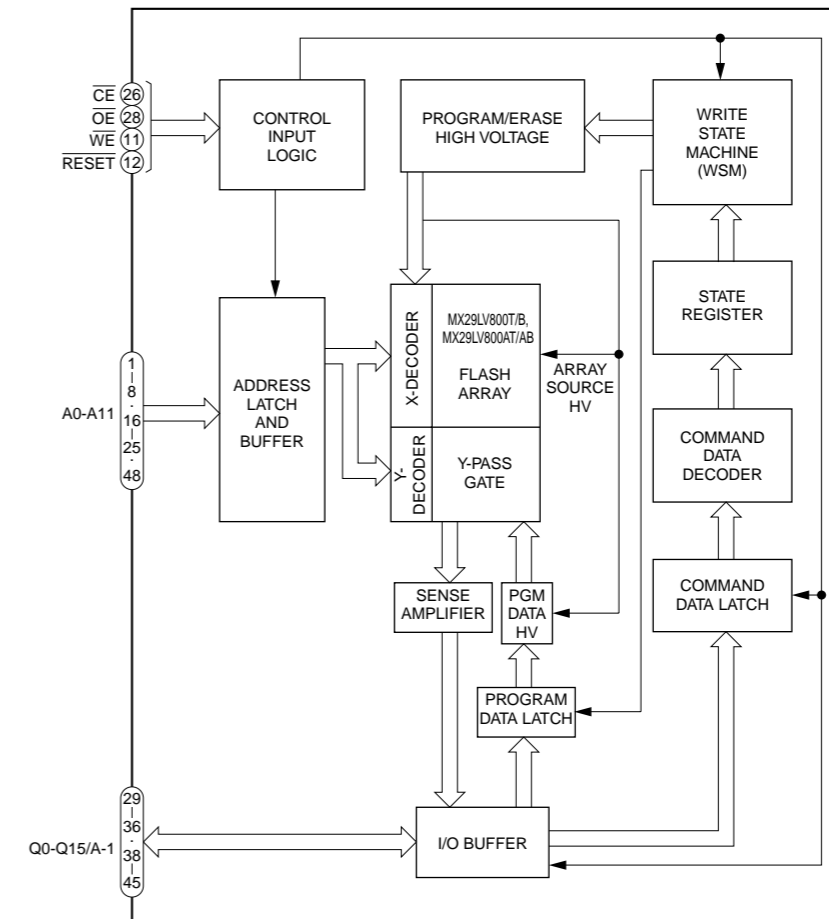 CE 26
OE 28
WE 11
RESET 12
CONTROL
INPUT
LOGIC
PROGRAM/ERASE
HIGH VOLTAGE
WRITE
STATE
MACHINE
(WSM)
STATE
REGISTER
COMMAND
DATA
DECODER
COMMAND
DATA LATCH
A0-A11
1
8
16
25
48
ADDRESS
LATCH
AND
BUFFER
X-DECODER
MX29LV800T/B,
MX29LV800AT/AB
FLASH
ARRAY
ARRAY
SOURCE
HV
Y-
DECODER
Y-PASS
GATE
SENSE
AMPLIFIER
PGM
DATA
HV
PROGRAM
DATA LATCH
Q0-Q15/A-1
29
36
38
45
I/O BUFFER